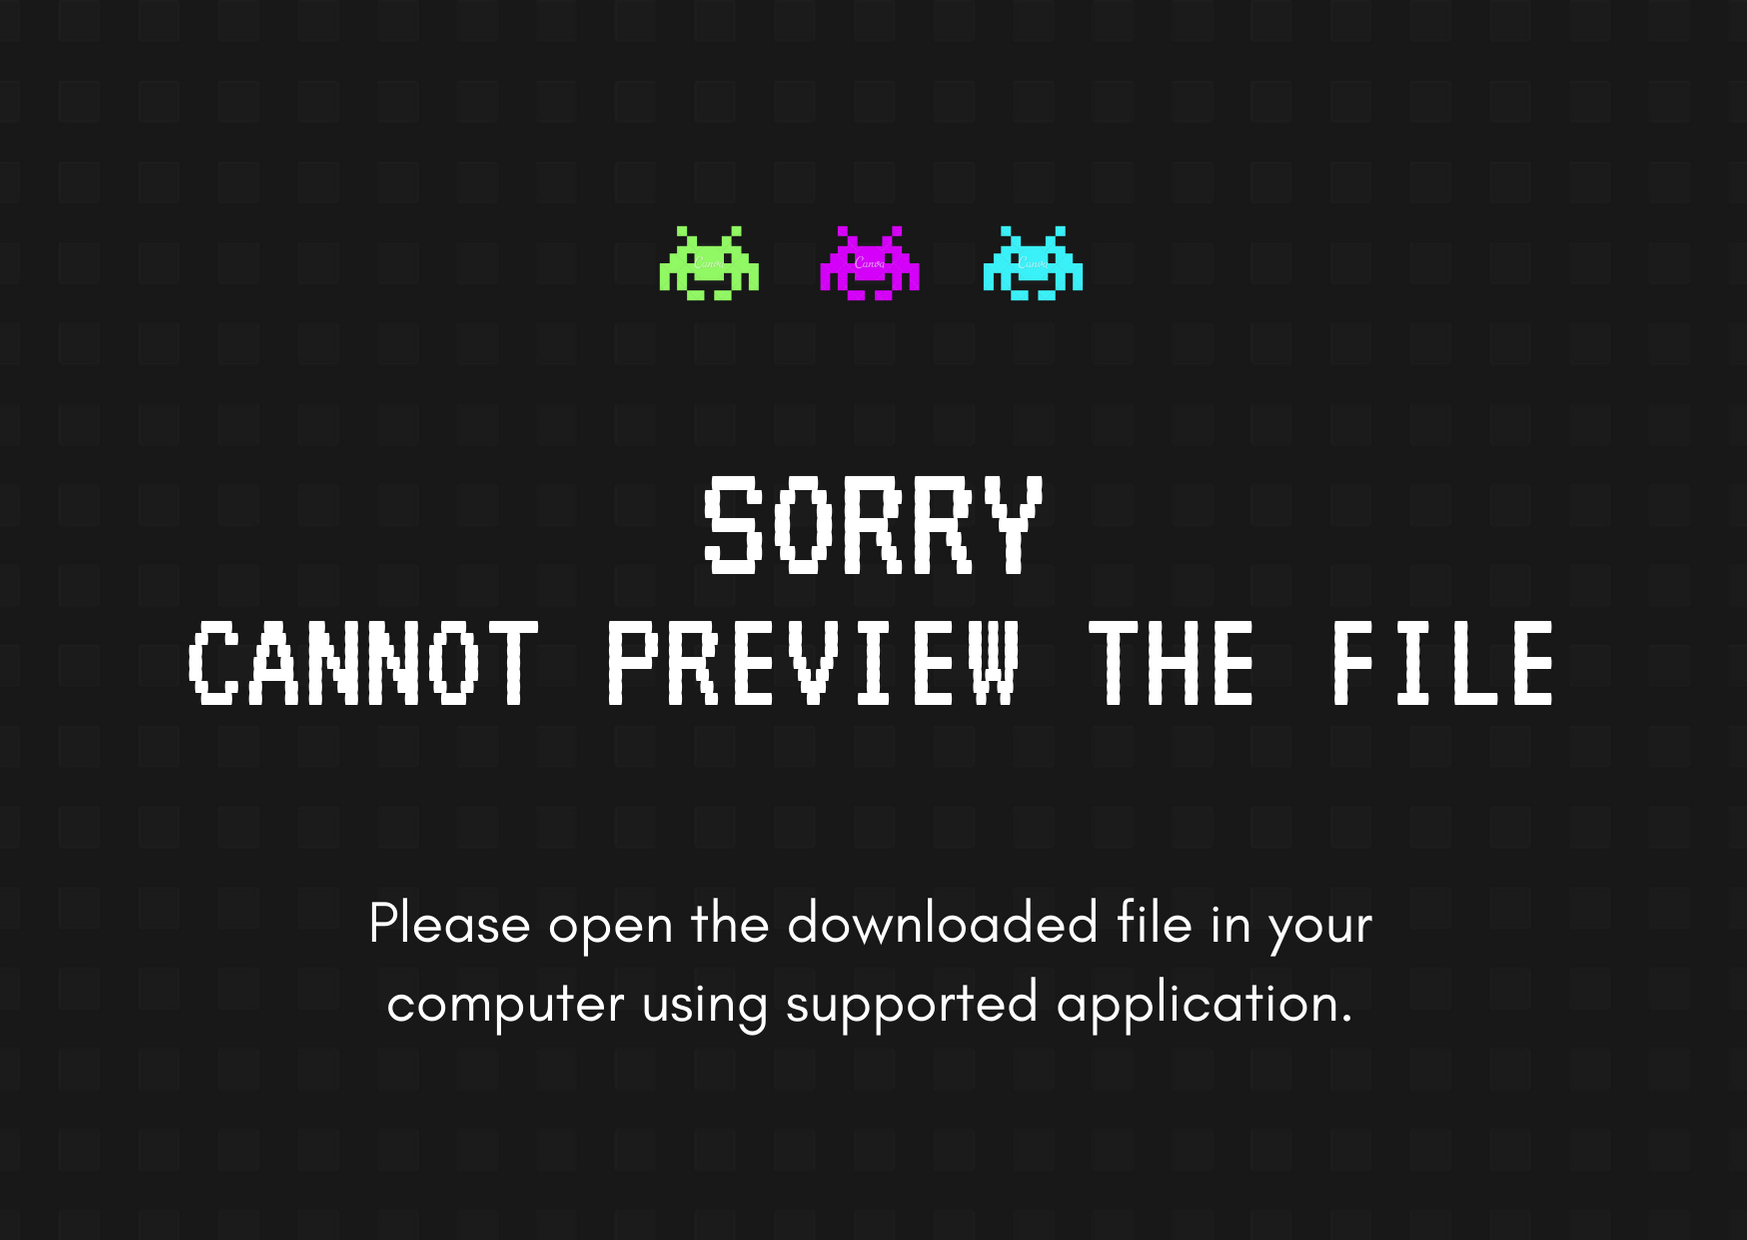 Canva Canva Canva
SORRY
CANNOT PREVIEW THE FILE
Please open the downloaded file in your
computer using supported application.